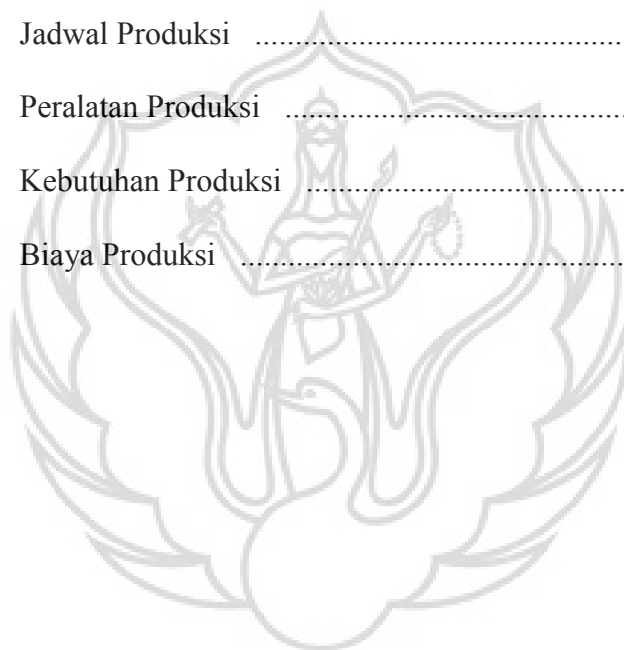 Jadwal Produksi ................................................
Peralatan Produksi ............................................
Kebutuhan Produksi .........................................
Biaya Produksi ..................................................